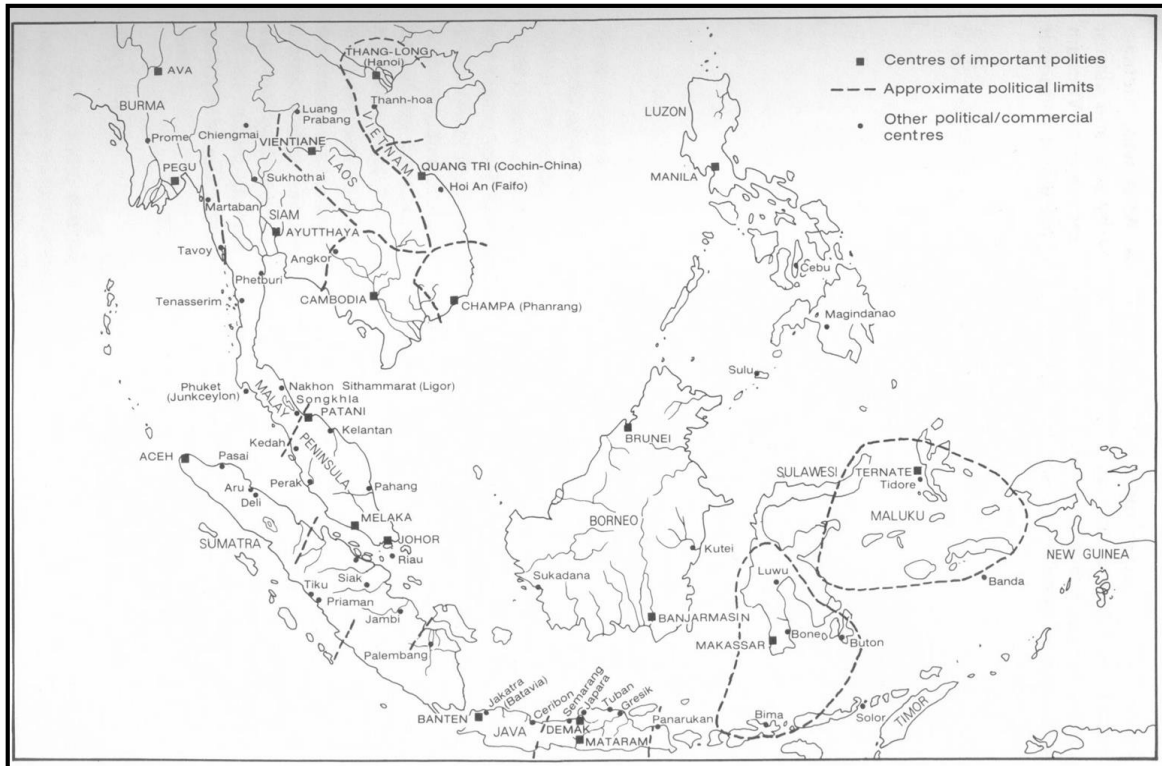 THANG-LONG
(Hanoi)
AVA
Centres of important polities
Approximate political limits
Other political/commercial
centres
BURMA
Luang
Prabang
Thanh-hoa
LUZON
Prome
Chiengmai
VIENTIANE
VIETNAM
LAOS
PEGU
Sukhothai
QUANG TRI (Cochin-China)
MANILA
Hoi An (Faifo)
Martaban
SIAM
AYUTTHAYA
Tavoy
Angkor
Phetburi
Cebu
Tenasserim
CAMBODIA
CHAMPA (Phanrang)
Magindanao
Sulu
Phuket
(Junkceylon)
MALAY
PENINSULA
Nakhon Sithammarat (Ligor)
Songkhla
PATANI
Kelantan
BRUNEI
Kedah
ACEH
Pasai
SULAWESI
TERNATE
Tidore
Aru
Deli
Perak
Pahang
MALUKU
MELAKA
BORNEO
SUMATRA
JOHOR
Kutei
NEW GUINEA
Riau
Siak
Sukadana
Luwu
Banda
Tiku
Priaman
Jambi
BANJARMASIN
MAKASSAR
Bone
Buton
Palembang
Jakatra
(Batavia)
Ceribon
Semarang
Japara
Tuban
Gresik
BANTEN
JAVA
DEMAK
Panarukan
Bima
Solor
TIMOR
MATARAM